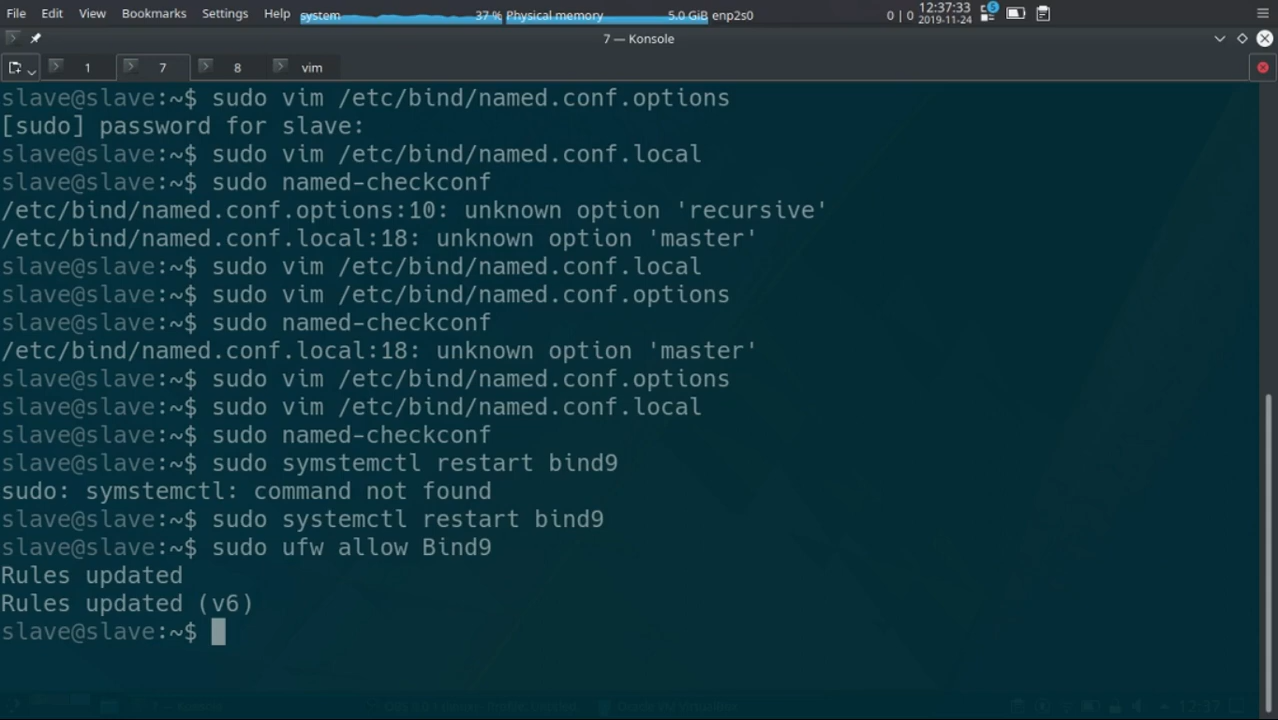 File Edit View Bookmarks Settings Help system 37 % Physical memory 5.0 GiB enp2s0 0 | 0 12:37:33 5
2019-11-24
7 — Konsole
1 7 8 vim
slave@slave:~$ sudo vim /etc/bind/named.conf.options
[sudo] password for slave:
slave@slave:~$ sudo vim /etc/bind/named.conf.local
slave@slave:~$ sudo named-checkconf
/etc/bind/named.conf.options:10: unknown option 'recursive'
/etc/bind/named.conf.local:18: unknown option 'master'
slave@slave:~$ sudo vim /etc/bind/named.conf.local
slave@slave:~$ sudo vim /etc/bind/named.conf.options
slave@slave:~$ sudo named-checkconf
/etc/bind/named.conf.local:18: unknown option 'master'
slave@slave:~$ sudo vim /etc/bind/named.conf.options
slave@slave:~$ sudo vim /etc/bind/named.conf.local
slave@slave:~$ sudo named-checkconf
slave@slave:~$ sudo symstemctl restart bind9
sudo: symstemctl: command not found
slave@slave:~$ sudo systemctl restart bind9
slave@slave:~$ sudo ufw allow Bind9
Rules updated
Rules updated (v6)
slave@slave:~$
12:37